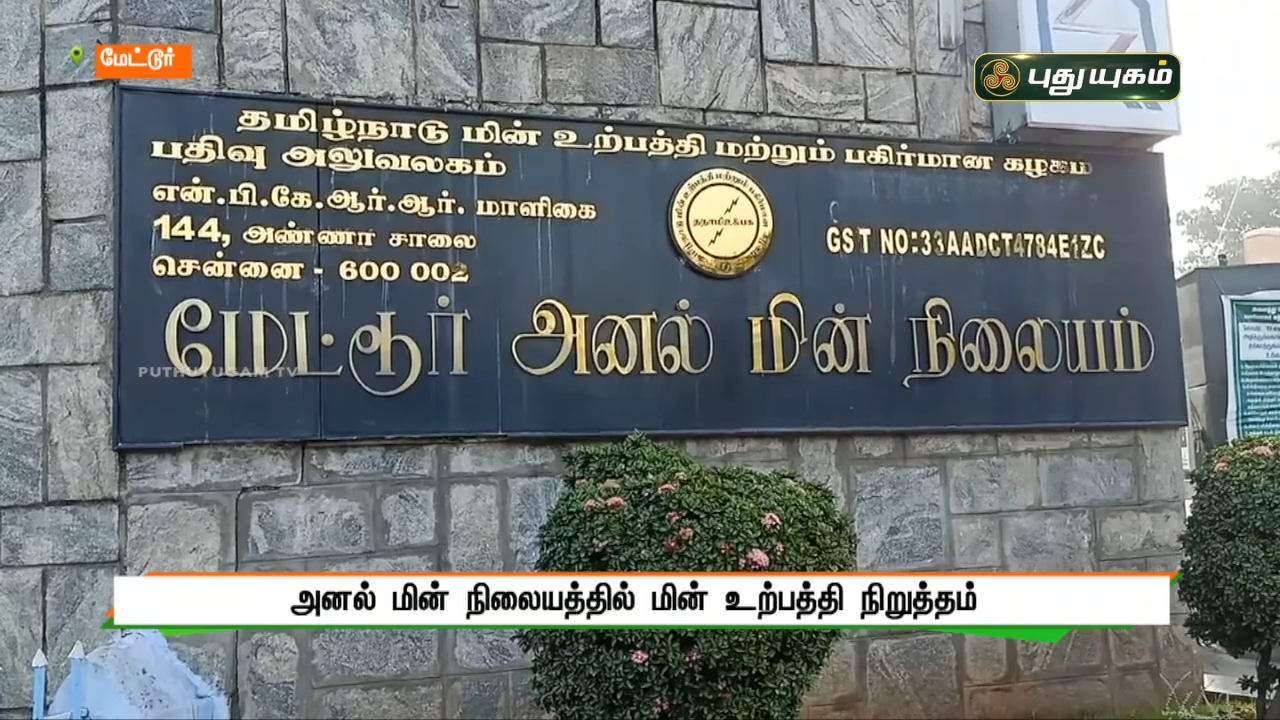 மேட்டூர்
புதுயுகம்
தமிழ்நாடு மின் உற்பத்தி மற்றும் பகிர்மான கழகம்
பதிவு அலுவலகம்
என்.பி.கே.ஆர்.ஆர். மாளிகை
144, அண்ணா சாலை
சென்னை - 600 002
GST NO:33AADCT4784E1ZC
மேட்டூர் அனல் மின் நிலையம்
PUTHUYUGAM TV
அனல் மின் நிலையத்தில் மின் உற்பத்தி நிறுத்தம்